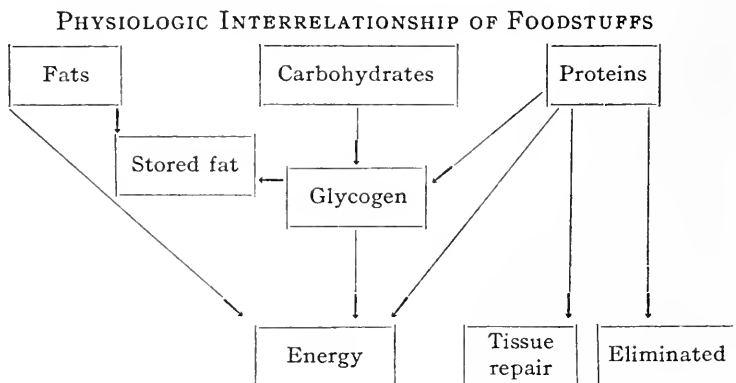 Physiologic Interrelationship of Foodstuffs
Fats
Carbohydrates
Proteins
Stored fat
Glycogen
Energy
Tissue
repair
Eliminated